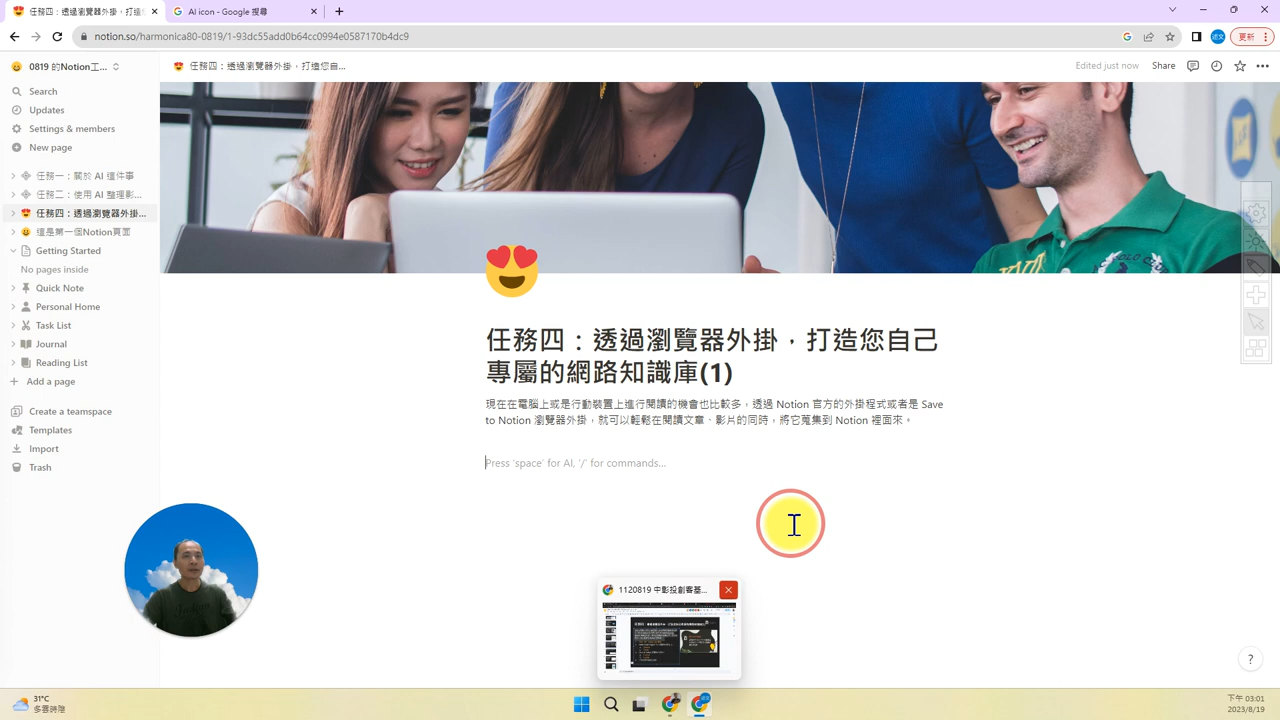 任務四：透過瀏覽器外掛，打造
AI icon - Google 搜尋
notion.so/harmonica80-0819/1-93dc55add0b64cc0994e0587170b4dc9
更新
0819 的Notion工...
任務四：透過瀏覽器外掛，打造您自...
Edited just now
Share
Search
Updates
Settings & members
New page
任務一：關於 AI 這件事
任務二：使用 AI 整理影...
任務四：透過瀏覽器外掛...
這是第一個Notion頁面
Getting Started
No pages inside
Quick Note
Personal Home
Task List
Journal
Reading List
Add a page
Create a teamspace
Templates
Import
Trash
任務四：透過瀏覽器外掛，打造您自己
專屬的網路知識庫(1)
現在在電腦上或是行動裝置上進行閱讀的機會也比較多，透過 Notion 官方的外掛程式或者是 Save
to Notion 瀏覽器外掛，就可以輕鬆在閱讀文章、影片的同時，將它蒐集到 Notion 裡面來。
Press 'space' for AI, '/' for commands...
1120819 中彰投創客基...
?
31°C
多雲時陰
下午 03:01
2023/8/19